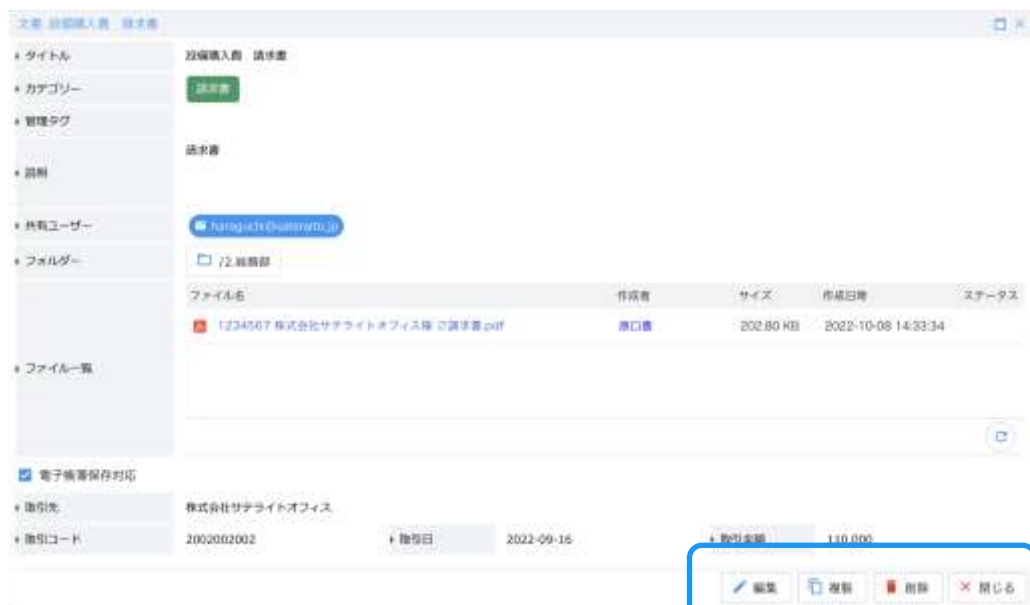 文書 設備購入費 請求書
タイトル 設備購入費 請求書
カテゴリー 請求書
管理タグ
説明 請求書
共有ユーザー
フォルダー /2.総務部
ファイル名 作成者 サイズ 作成日時 ステータス
1234567 株式会社サテライトオフィス様 ご請求書.pdf 原口豊 202.80 KB 2022-10-08 14:33:34
ファイル一覧
電子帳簿保存対応
取引先 株式会社サテライトオフィス
取引コード 2002002002 取引日 2022-09-16 取引金額 110,000
編集 複製 削除 閉じる